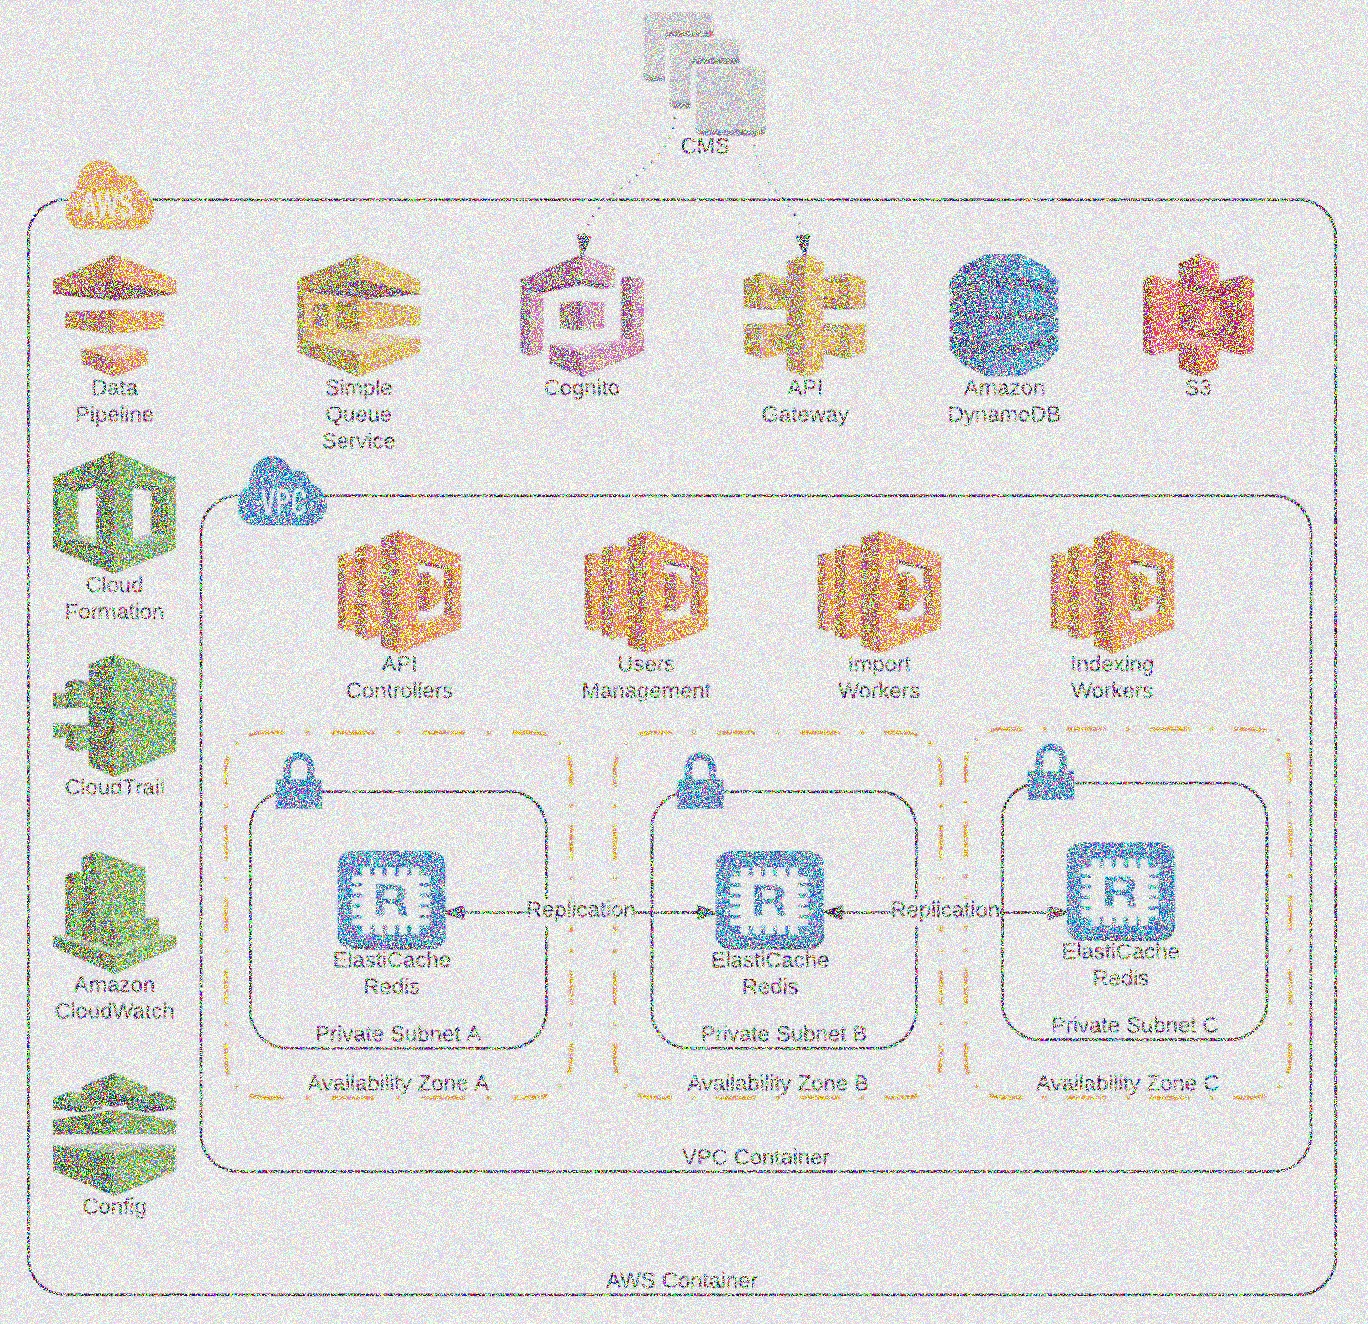 CMS
AWS
Data
Pipeline
Simple
Queue
Service
Cognito
API
Gateway
Amazon
DynamoDB
S3
Cloud
Formation
VPC
API
Controllers
Users
Management
Import
Workers
Indexing
Workers
CloudTrail
R
R
R
Replication
Replication
ElastiCache
Redis
ElastiCache
Redis
ElastiCache
Redis
Amazon
CloudWatch
Private Subnet A
Private Subnet B
Private Subnet C
Availability Zone A
Availability Zone B
Availability Zone C
VPC Container
Config
AWS Container